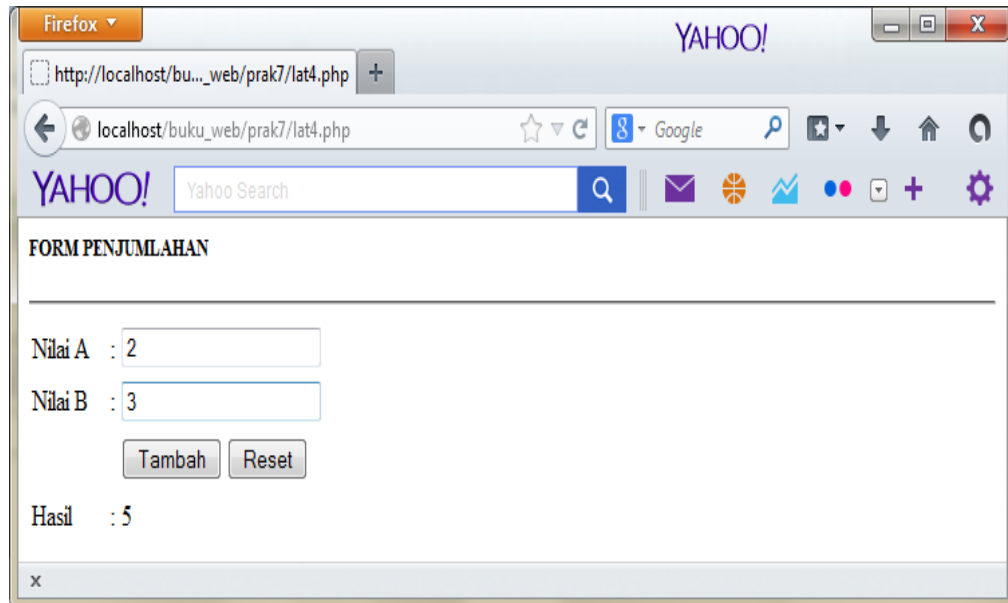 Firefox
YAHOO!
X
http://localhost/bu..._web/prak7/lat4.php +
localhost/buku_web/prak7/lat4.php
8 Google
YAHOO! Yahoo Search
FORM PENJUMLAHAN
Nilai A : 2
Nilai B : 3
Tambah Reset
Hasil : 5
x